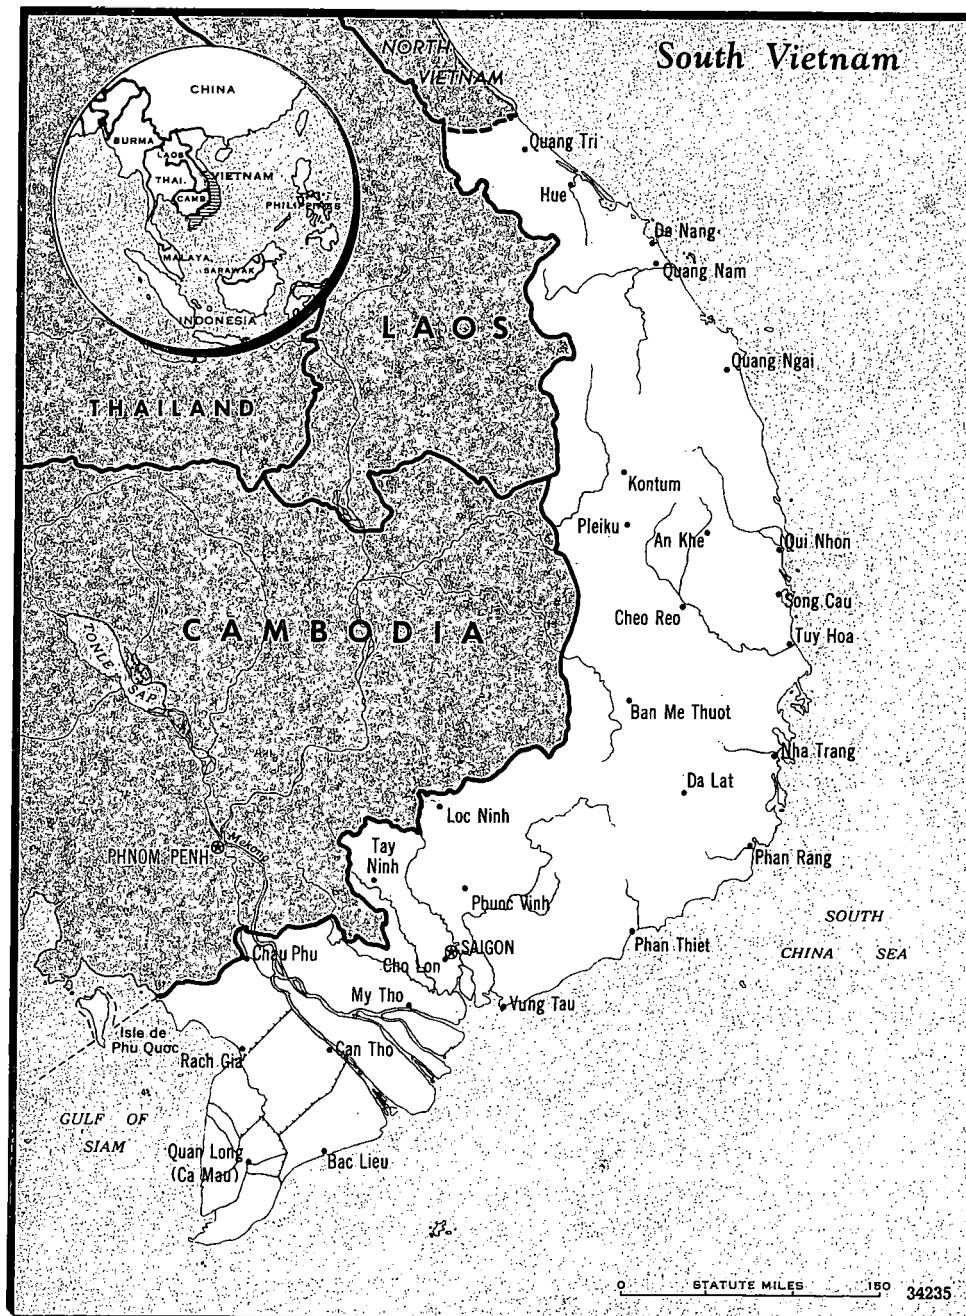 South Vietnam
NORTH
VIETNAM
CHINA
BURMA
LAOS
THAI.
VIETNAM
CAMB.
PHILIPPINES
MALAYA
SARAWAK
INDONESIA
Quang Tri
Hue
Da Nang
Quang Nam
LAOS
Quang Ngai
THAILAND
Kontum
Pleiku
An Khe
Qui Nhon
Song Cau
Cheo Reo
CAMBODIA
Tuy Hoa
TONLE SAP
Ban Me Thuot
Nha Trang
Da Lat
Loc Ninh
Mekong
PHNOM PENH
Tay
Ninh
Phan Rang
Phuoc Vinh
SOUTH
CHINA SEA
Phan Thiet
SAIGON
Cho Lon
Chau Phu
My Tho
Vung Tau
Isle de
Phu Quoc
Rach Gia
Can Tho
GULF OF
SIAM
Quan Long
(Ca Mau)
Bac Lieu
0 STATUTE MILES 150
34235